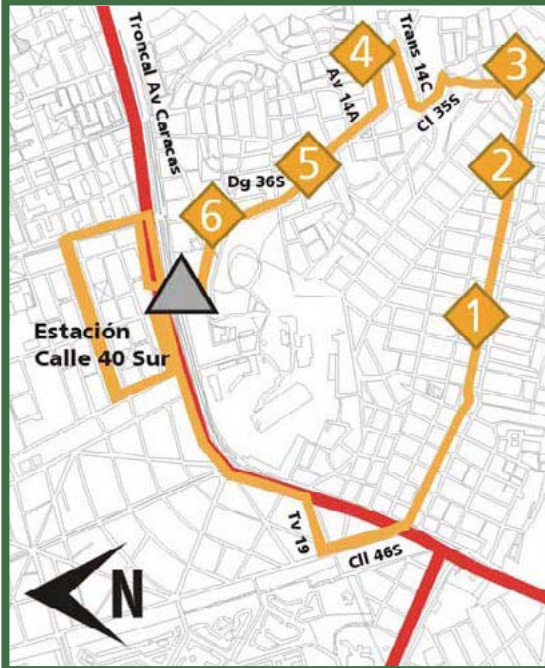 Troncal Av Caracas
4
Av 14A
Trans 14C
Cl 35S
3
2
5
Dg 36S
6
1
Estación
Calle 40 Sur
Tv 19
Cll 46S
N